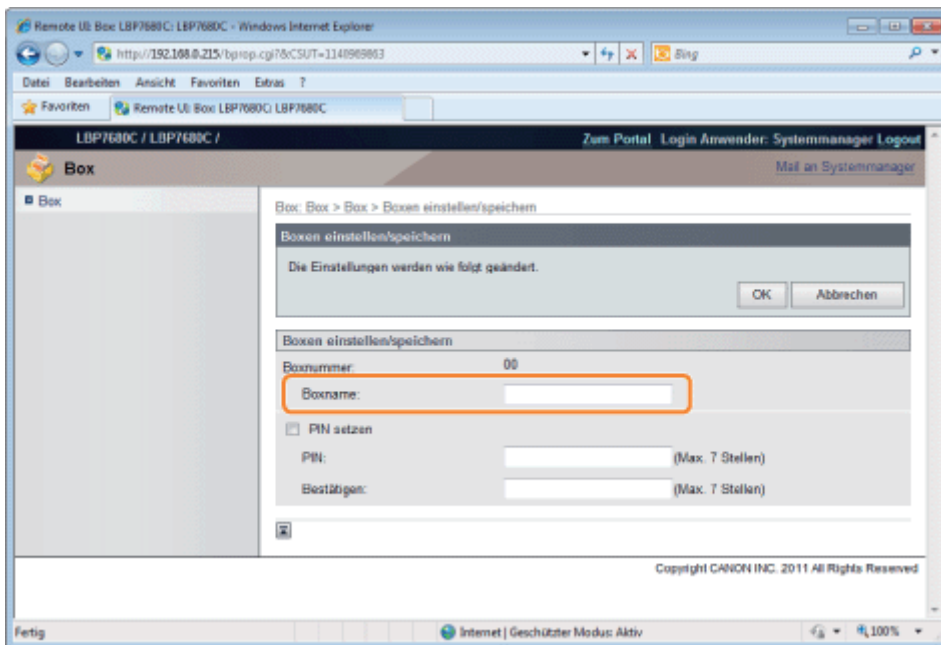 Remote UI: Box: LBP7680C: LBP7680C - Windows Internet Explorer
http://192.168.0.215/bprop.cgi?&CSUT=1140969863
Bing
Datei Bearbeiten Ansicht Favoriten Extras ?
Favoriten Remote UI: Box: LBP7680C: LBP7680C
LBP7680C / LBP7680C / Zum Portal Login Anwender: Systemmanager Logout
Box Mail an Systemmanager
Box
Box: Box > Box > Boxen einstellen/speichern
Boxen einstellen/speichern
Die Einstellungen werden wie folgt geändert.
OK Abbrechen
Boxen einstellen/speichern
Boxnummer: 00
Boxname:
PIN setzen
PIN: (Max. 7 Stellen)
Bestätigen: (Max. 7 Stellen)
Copyright CANON INC. 2011 All Rights Reserved
Fertig Internet | Geschützter Modus: Aktiv 100%